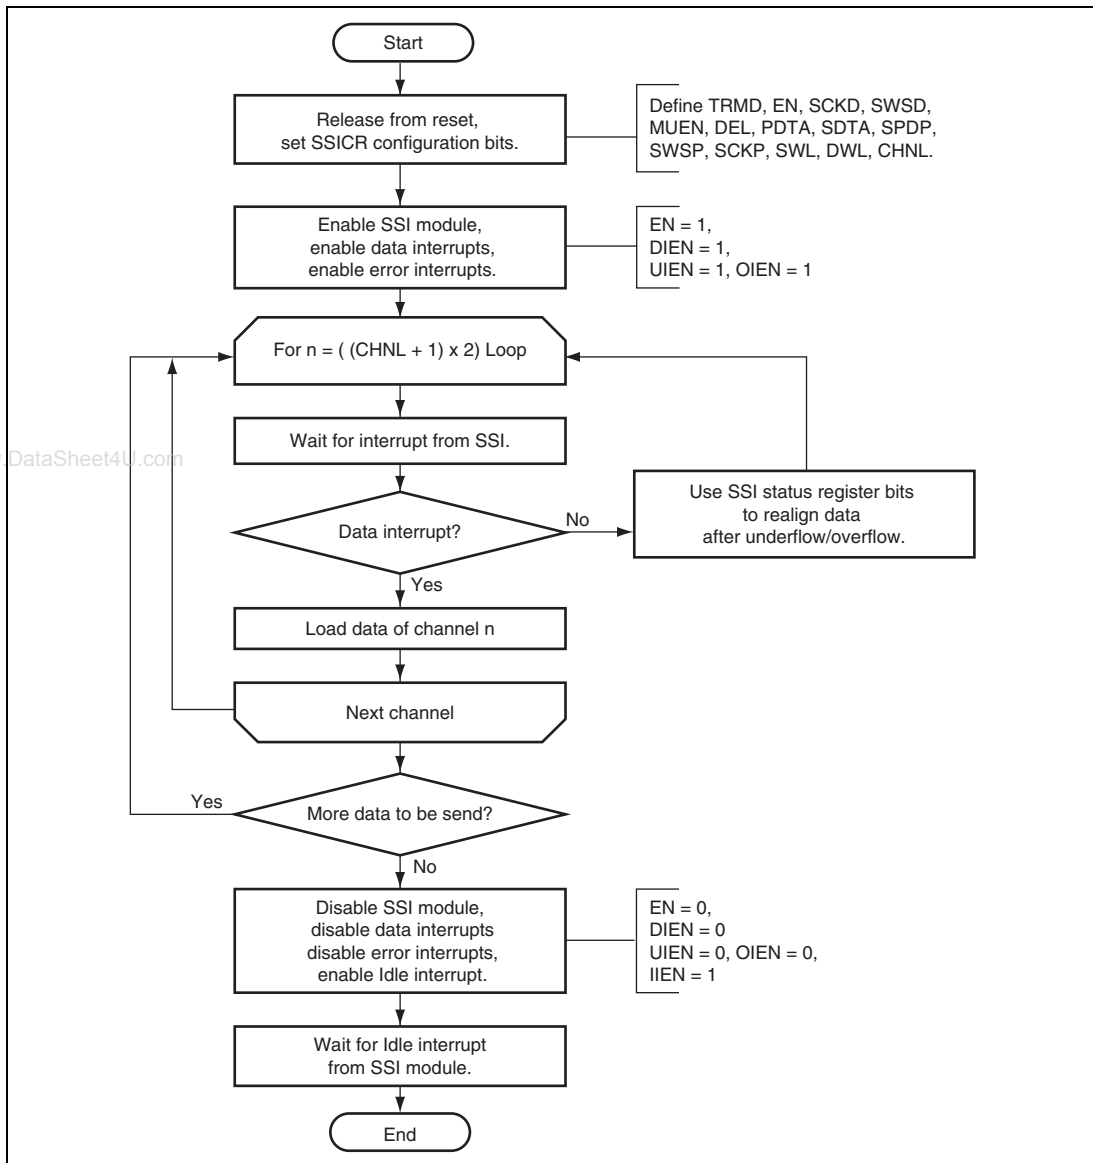 Start
Release from reset,
set SSICR configuration bits.
Define TRMD, EN, SCKD, SWSD,
MUEN, DEL, PDTA, SDTA, SPDP,
SWSP, SCKP, SWL, DWL, CHNL.
Enable SSI module,
enable data interrupts,
enable error interrupts.
EN = 1,
DIEN = 1,
UIEN = 1, OIEN = 1
For n = ( (CHNL + 1) x 2) Loop
Wait for interrupt from SSI.
.DataSheet4U.com
Data interrupt?
No
Use SSI status register bits
to realign data
after underflow/overflow.
Yes
Load data of channel n
Next channel
Yes
More data to be send?
No
Disable SSI module,
disable data interrupts
disable error interrupts,
enable Idle interrupt.
EN = 0,
DIEN = 0
UIEN = 0, OIEN = 0,
IIEN = 1
Wait for Idle interrupt
from SSI module.
End